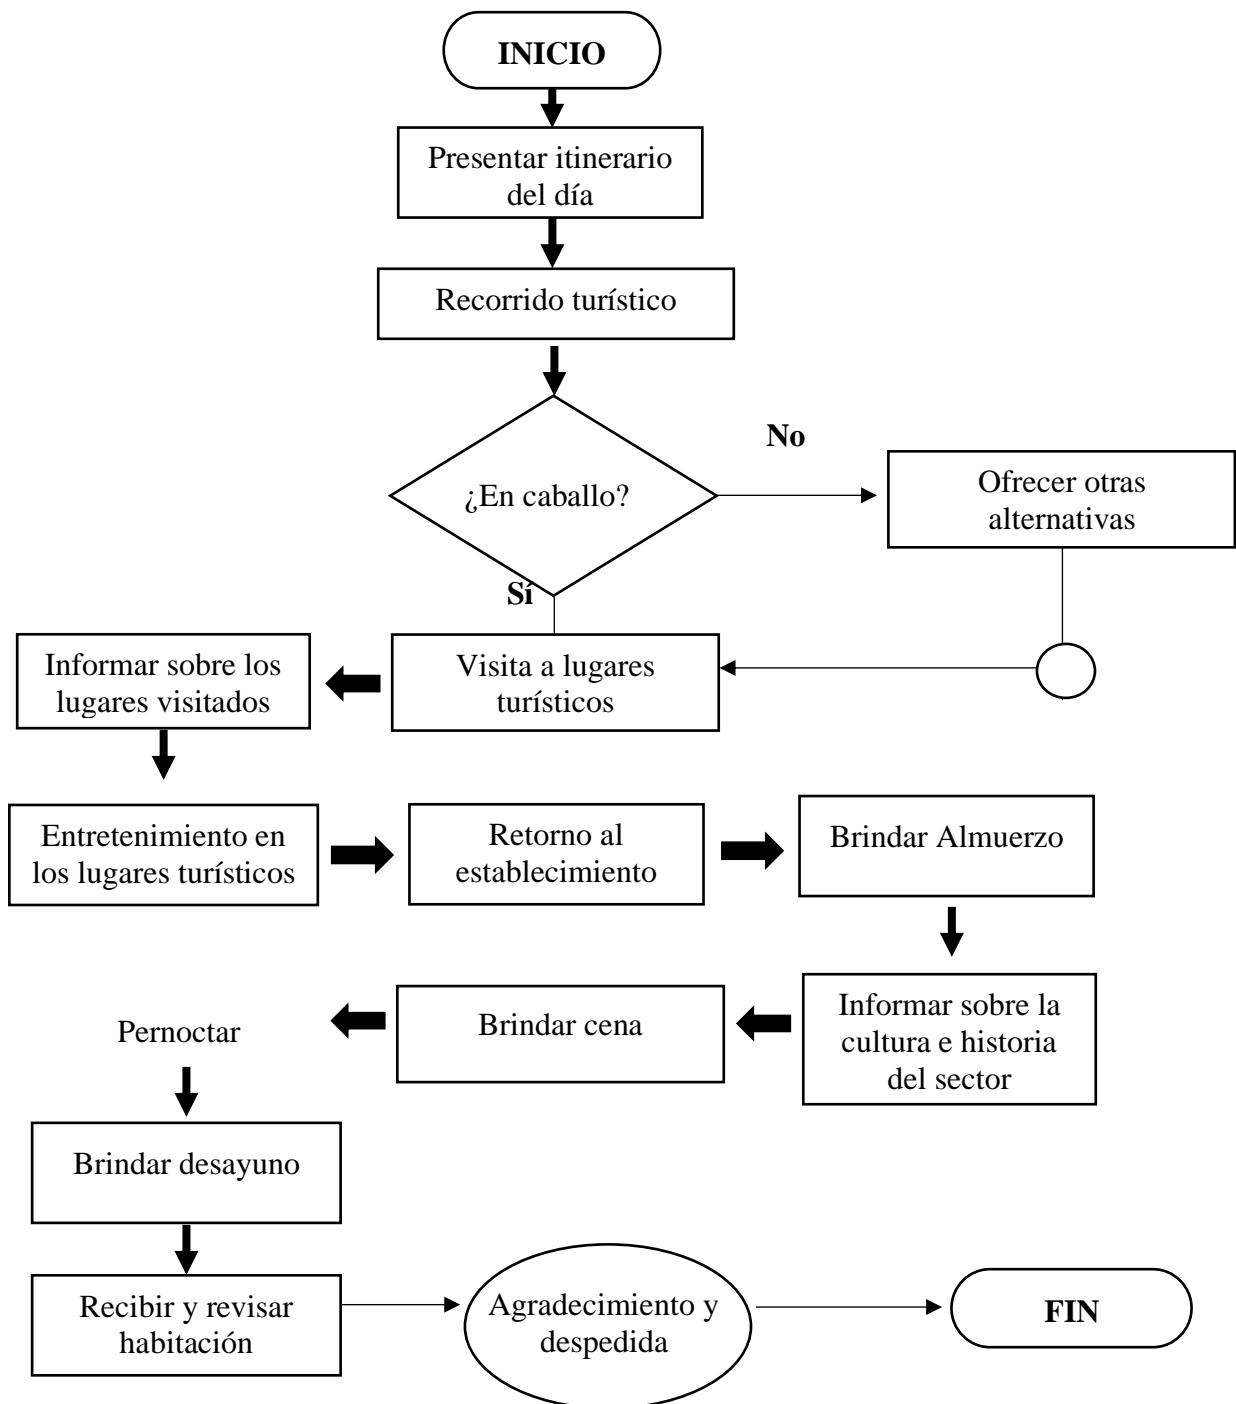 INICIO
Presentar itinerario
del día
Recorrido turístico
No
¿En caballo?
Ofrecer otras
alternativas
Sí
Visita a lugares
turísticos
Informar sobre los
lugares visitados
Entretenimiento en
los lugares turísticos
Retorno al
establecimiento
Brindar Almuerzo
Informar sobre la
cultura e historia
del sector
Brindar cena
Pernoctar
Brindar desayuno
Recibir y revisar
habitación
Agradecimiento y
despedida
FIN